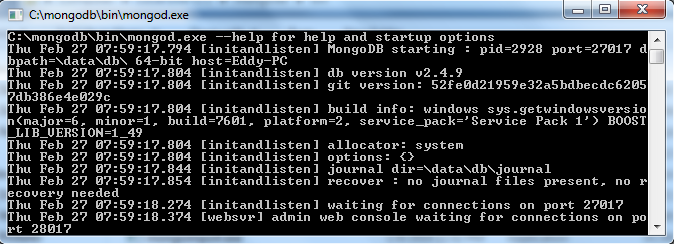 C:\mongodb\bin\mongod.exe
C:\mongodb\bin\mongod.exe --help for help and startup options
Thu Feb 27 07:59:17.794 [initandlisten] MongoDB starting : pid=2928 port=27017 d
bpath=\data\db\ 64-bit host=Eddy-PC
Thu Feb 27 07:59:17.804 [initandlisten] db version v2.4.9
Thu Feb 27 07:59:17.804 [initandlisten] git version: 52fe0d21959e32a5bdbecdc6205
7db386e4e029c
Thu Feb 27 07:59:17.804 [initandlisten] build info: windows sys.getwindowsversio
n(major=6, minor=1, build=7601, platform=2, service_pack='Service Pack 1') BOOST
_LIB_VERSION=1_49
Thu Feb 27 07:59:17.804 [initandlisten] allocator: system
Thu Feb 27 07:59:17.804 [initandlisten] options: {}
Thu Feb 27 07:59:17.844 [initandlisten] journal dir=\data\db\journal
Thu Feb 27 07:59:17.854 [initandlisten] recover : no journal files present, no r
ecovery needed
Thu Feb 27 07:59:18.274 [initandlisten] waiting for connections on port 27017
Thu Feb 27 07:59:18.374 [websvr] admin web console waiting for connections on po
rt 28017